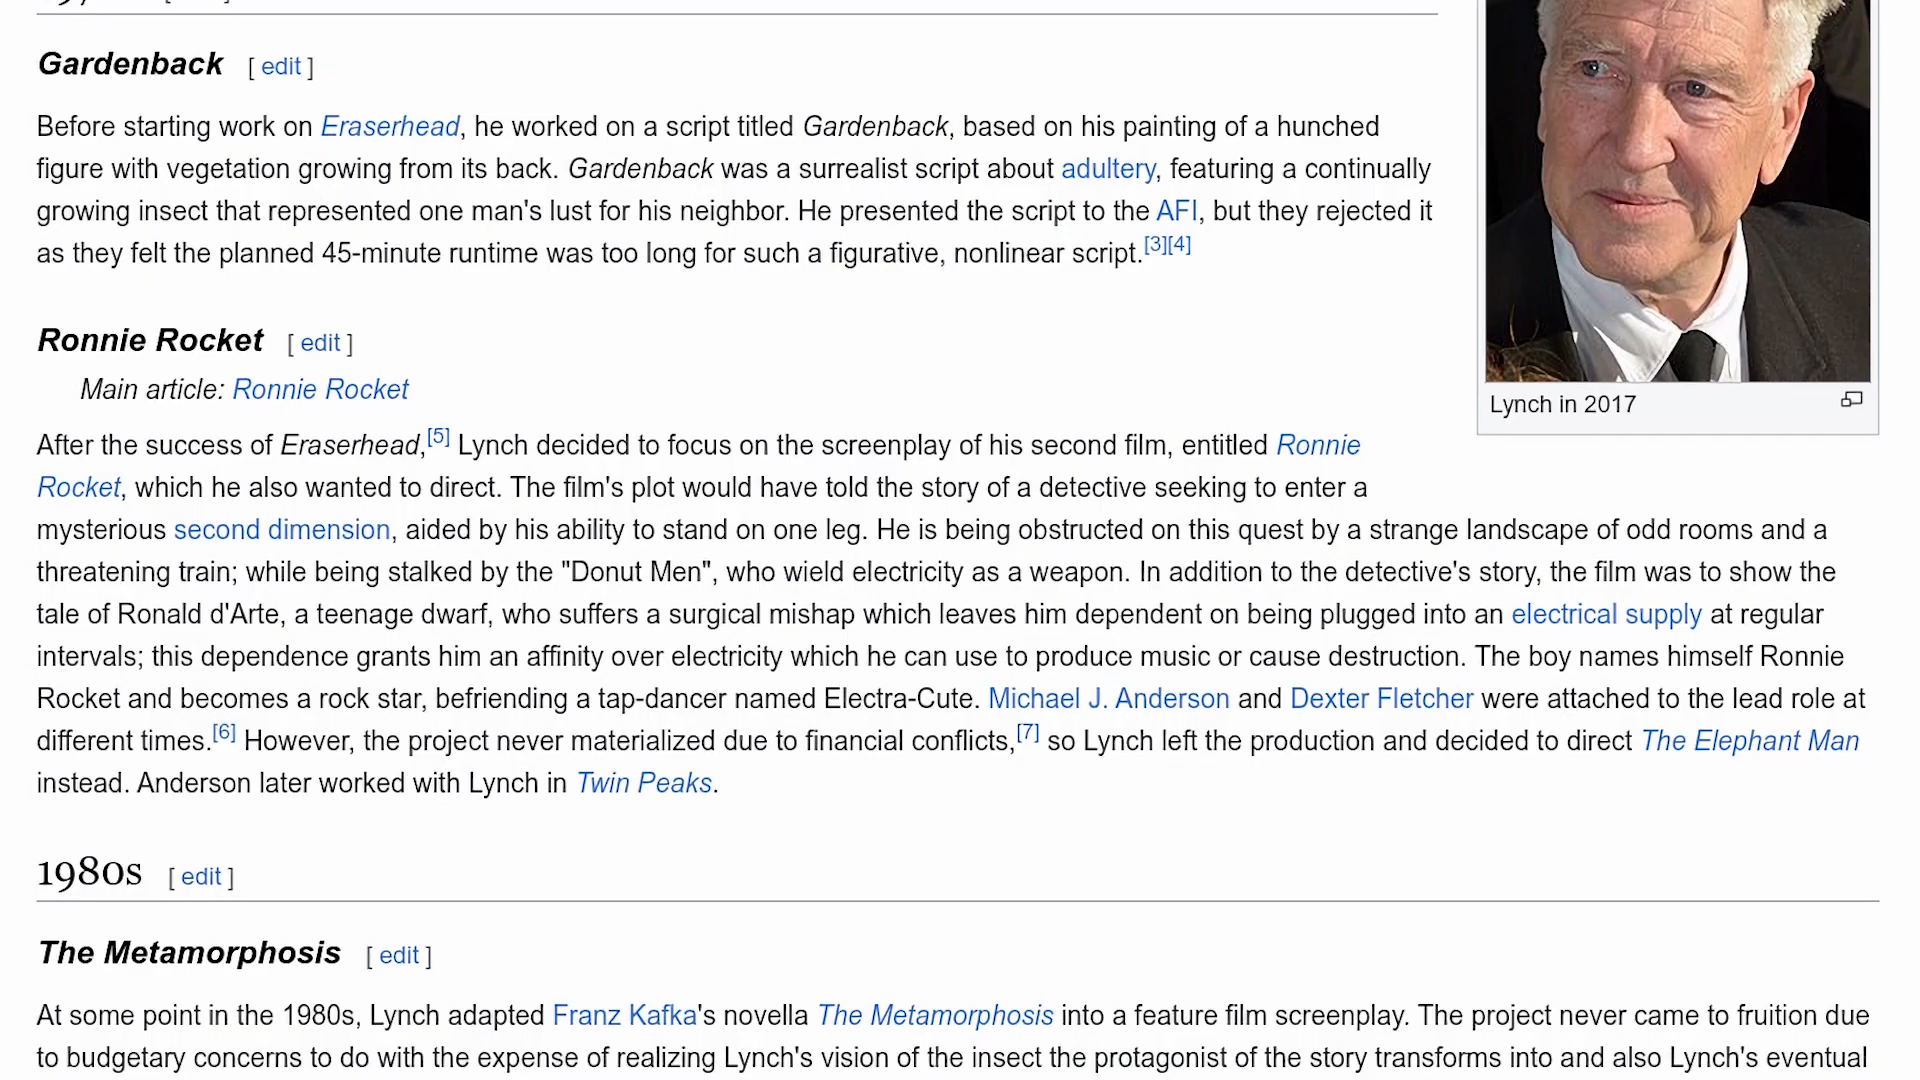 Gardenback [ edit ]
Before starting work on Eraserhead, he worked on a script titled Gardenback, based on his painting of a hunched
figure with vegetation growing from its back. Gardenback was a surrealist script about adultery, featuring a continually
growing insect that represented one man's lust for his neighbor. He presented the script to the AFI, but they rejected it
as they felt the planned 45-minute runtime was too long for such a figurative, nonlinear script.[3][4]
Ronnie Rocket [ edit ]
Main article: Ronnie Rocket
Lynch in 2017
After the success of Eraserhead,[5] Lynch decided to focus on the screenplay of his second film, entitled Ronnie
Rocket, which he also wanted to direct. The film's plot would have told the story of a detective seeking to enter a
mysterious second dimension, aided by his ability to stand on one leg. He is being obstructed on this quest by a strange landscape of odd rooms and a
threatening train; while being stalked by the "Donut Men", who wield electricity as a weapon. In addition to the detective's story, the film was to show the
tale of Ronald d'Arte, a teenage dwarf, who suffers a surgical mishap which leaves him dependent on being plugged into an electrical supply at regular
intervals; this dependence grants him an affinity over electricity which he can use to produce music or cause destruction. The boy names himself Ronnie
Rocket and becomes a rock star, befriending a tap-dancer named Electra-Cute. Michael J. Anderson and Dexter Fletcher were attached to the lead role at
different times.[6] However, the project never materialized due to financial conflicts,[7] so Lynch left the production and decided to direct The Elephant Man
instead. Anderson later worked with Lynch in Twin Peaks.
1980s [ edit ]
The Metamorphosis [ edit ]
At some point in the 1980s, Lynch adapted Franz Kafka's novella The Metamorphosis into a feature film screenplay. The project never came to fruition due
to budgetary concerns to do with the expense of realizing Lynch's vision of the insect the protagonist of the story transforms into and also Lynch's eventual